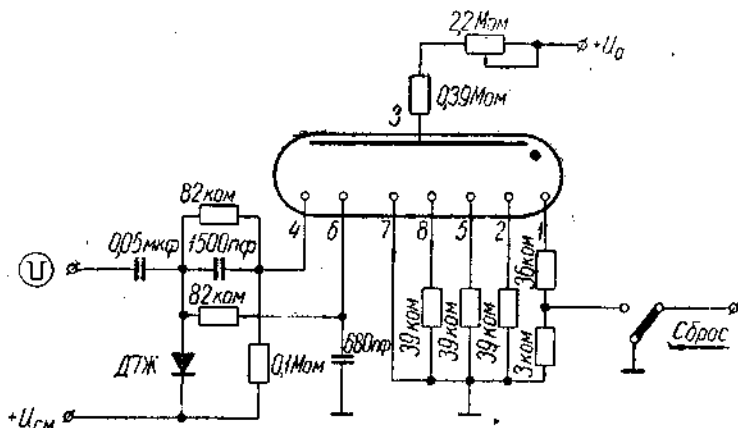 2,2 Мом
+U₀
0,39 Мом
3
82 ком
0,05 мкф
1500 пф
82 ком
4
6
7
8
5
2
1
36 ком
680 пф
39 ком
39 ком
39 ком
3 ком
Сброс
Д7Ж
0,1 Мом
+Uсм